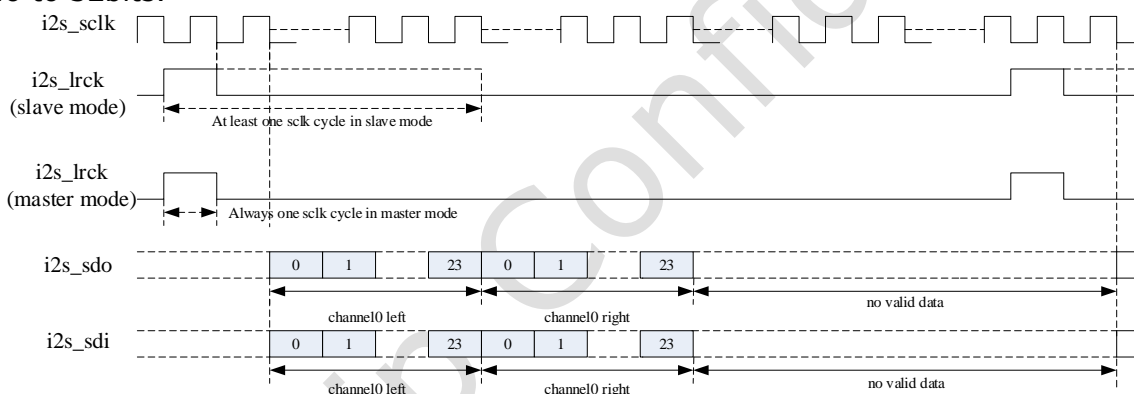 i2s_sclk
i2s_lrck
(slave mode)
At least one sclk cycle in slave mode
i2s_lrck
(master mode)
Always one sclk cycle in master mode
i2s_sdo
0 1 23 0 1 23
channel0 left channel0 right no valid data
i2s_sdi
0 1 23 0 1 23
channel0 left channel0 right no valid data